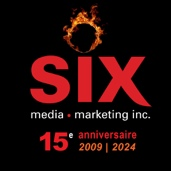 SIX
media • marketing inc.
15e anniversaire
2009 | 2024